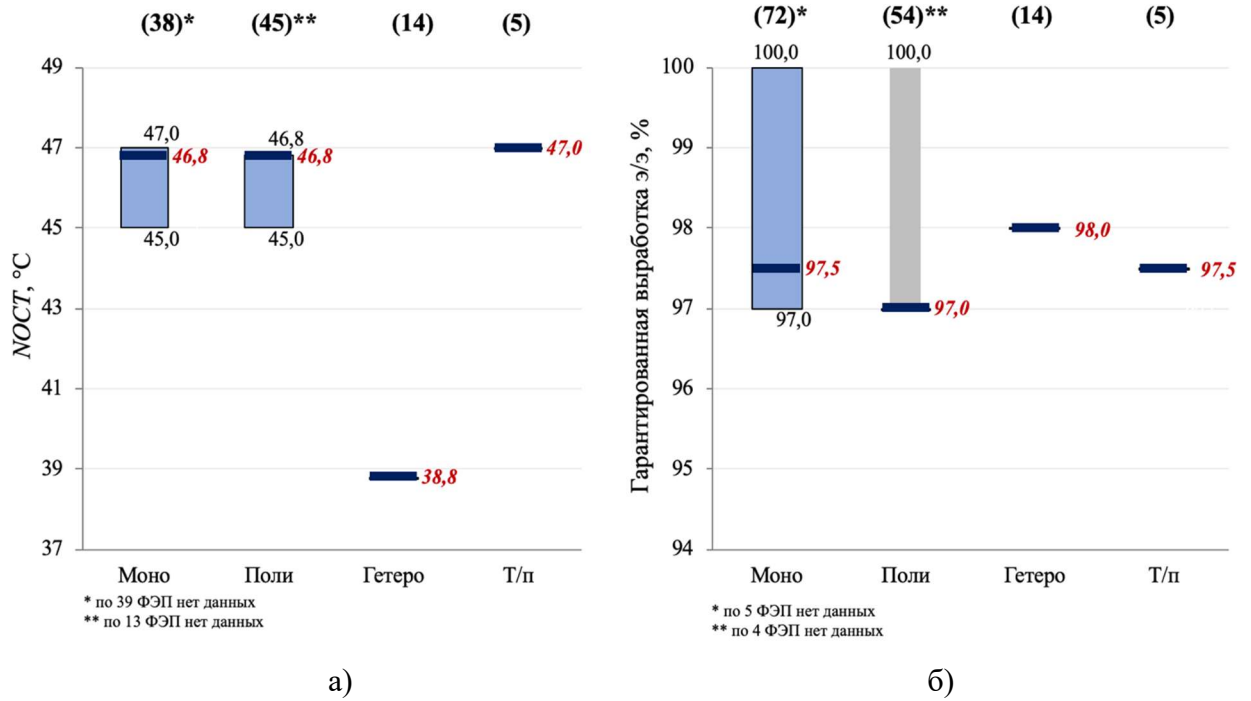 (38)* (45)** (14) (5)
NOCT, °C
49
47
45
43
41
39
37
47,0
46,8
45,0
46,8
46,8
45,0
38,8
47,0
Моно Поли Гетеро Т/п
* по 39 ФЭП нет данных
** по 13 ФЭП нет данных
а)
(72)* (54)** (14) (5)
Гарантированная выработка э/э, %
100
99
98
97
96
95
94
100,0
97,5
97,0
100,0
97,0
98,0
97,5
Моно Поли Гетеро Т/п
* по 5 ФЭП нет данных
** по 4 ФЭП нет данных
б)